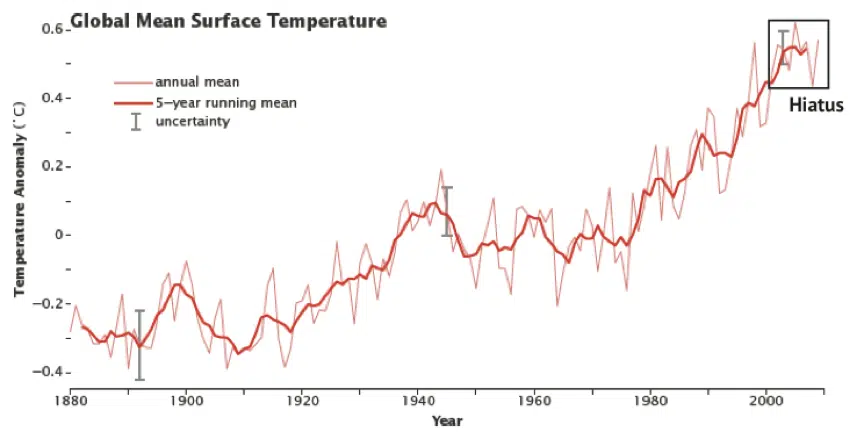 Global Mean Surface Temperature
0.6
annual mean
5-year running mean
uncertainty
Hiatus
0.4
0.2
0
-0.2
-0.4
Temperature Anomaly (˚C)
1880 1900 1920 1940 1960 1980 2000
Year